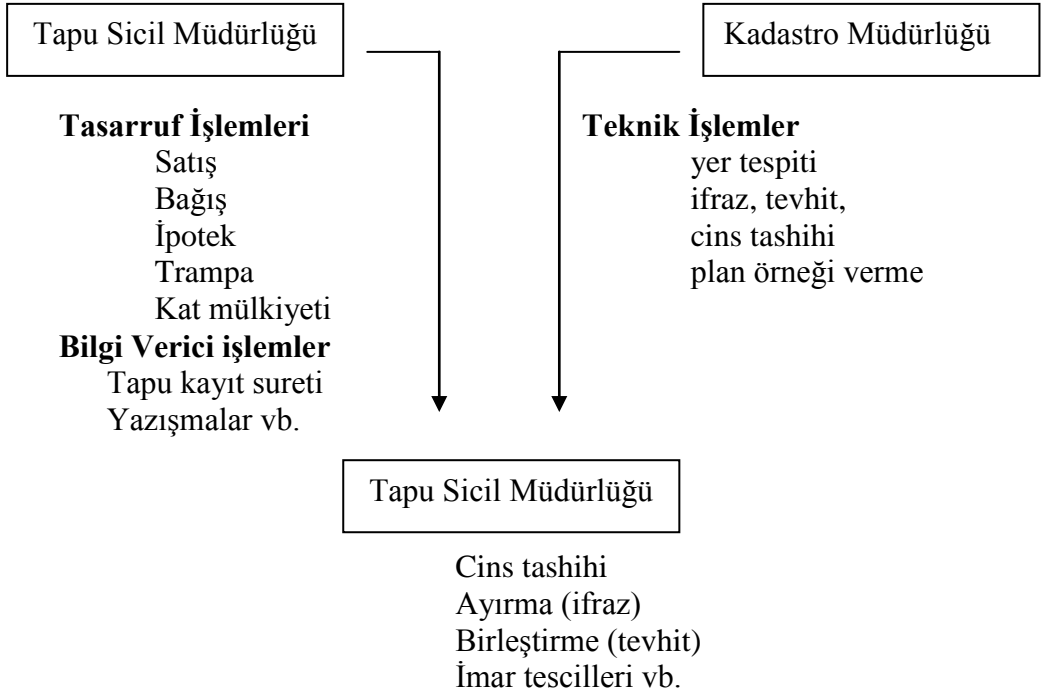 Tapu Sicil Müdürlüğü
Kadastro Müdürlüğü
Tasarruf İşlemleri
Satış
Bağış
İpotek
Trampa
Kat mülkiyeti
Bilgi Verici işlemler
Tapu kayıt sureti
Yazışmalar vb.
Teknik İşlemler
yer tespiti
ifraz, tevhit,
cins tashihi
plan örneği verme
Tapu Sicil Müdürlüğü
Cins tashihi
Ayırma (ifraz)
Birleştirme (tevhit)
İmar tescilleri vb.